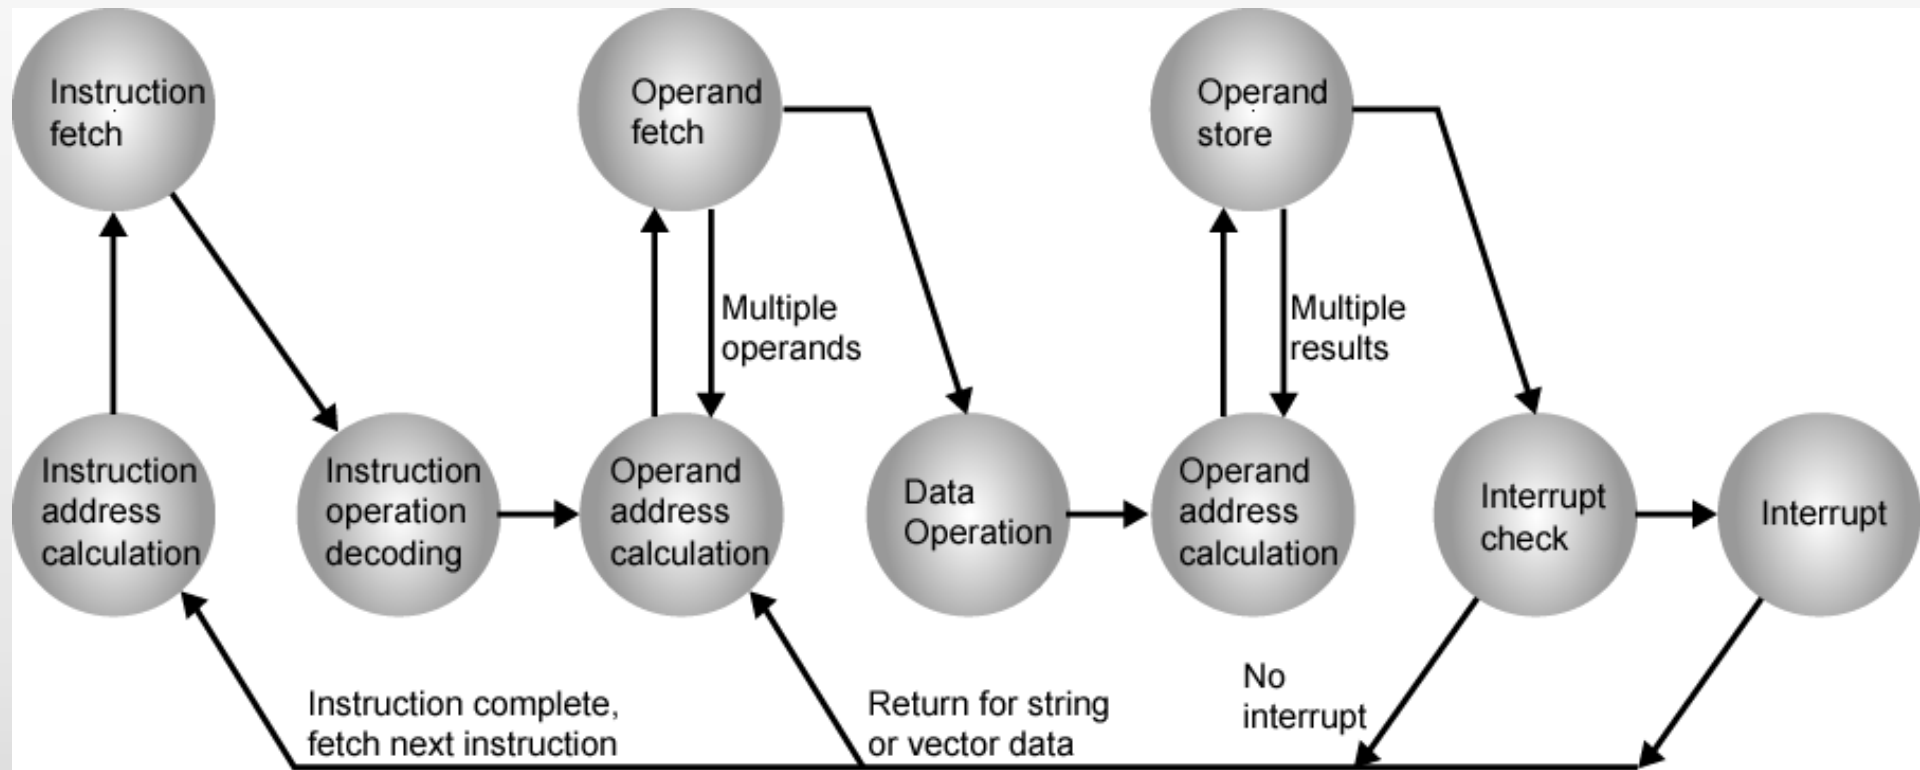 Instruction
fetch
Operand
fetch
Operand
store
Multiple
operands
Multiple
results
Instruction
address
calculation
Instruction
operation
decoding
Operand
address
calculation
Data
Operation
Operand
address
calculation
Interrupt
check
Interrupt
Instruction complete,
fetch next instruction
Return for string
or vector data
No
interrupt